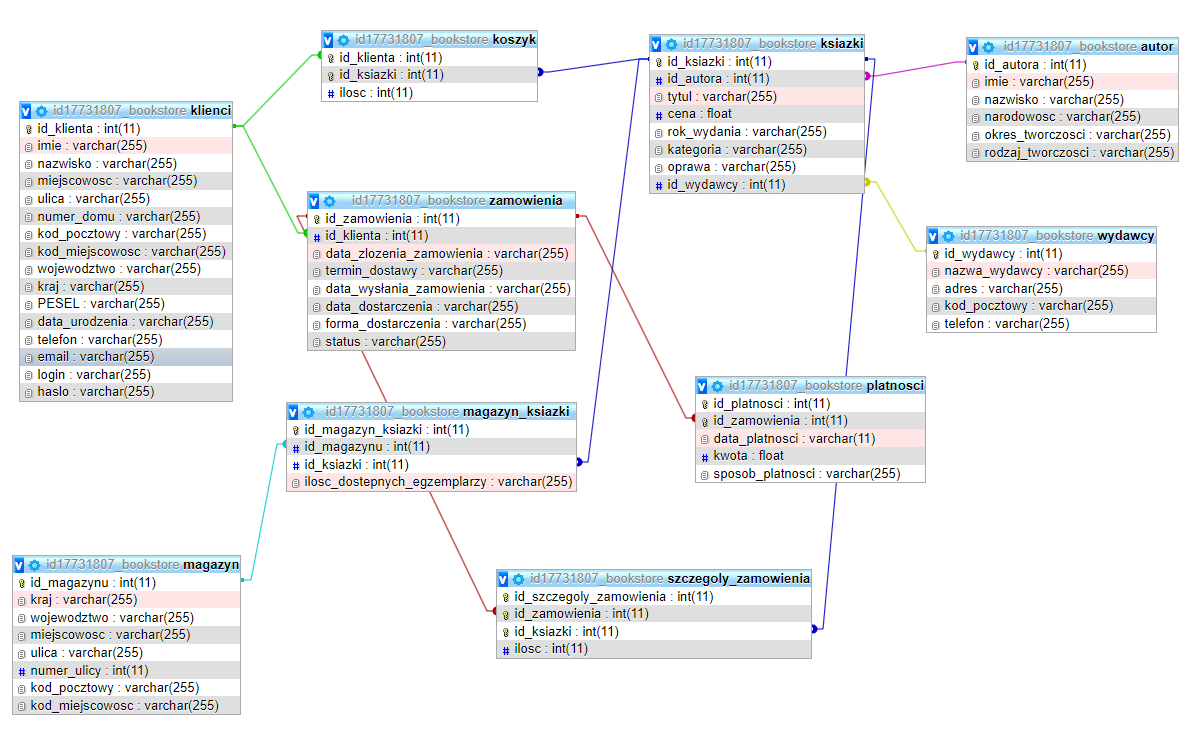 id17731807_bookstore koszyk
id_klienta : int(11)
id_ksiazki : int(11)
ilosc : int(11)
id17731807_bookstore ksiazki
id_ksiazki : int(11)
id_autora : int(11)
tytul : varchar(255)
cena : float
rok_wydania : varchar(255)
kategoria : varchar(255)
oprawa : varchar(255)
id_wydawcy : int(11)
id17731807_bookstore autor
id_autora : int(11)
imie : varchar(255)
nazwisko : varchar(255)
narodowosc : varchar(255)
okres_tworczosci : varchar(255)
rodzaj_tworczosci : varchar(255)
id17731807_bookstore klienci
id_klienta : int(11)
imie : varchar(255)
nazwisko : varchar(255)
miejscowosc : varchar(255)
ulica : varchar(255)
numer_domu : varchar(255)
kod_pocztowy : varchar(255)
kod_miejscowosc : varchar(255)
wojewodztwo : varchar(255)
kraj : varchar(255)
PESEL : varchar(255)
data_urodzenia : varchar(255)
telefon : varchar(255)
email : varchar(255)
login : varchar(255)
haslo : varchar(255)
id17731807_bookstore zamowienia
id_zamowienia : int(11)
id_klienta : int(11)
data_zlozenia_zamowienia : varchar(255)
termin_dostawy : varchar(255)
data_wysłania_zamowienia : varchar(255)
data_dostarczenia : varchar(255)
forma_dostarczenia : varchar(255)
status : varchar(255)
id17731807_bookstore wydawcy
id_wydawcy : int(11)
nazwa_wydawcy : varchar(255)
adres : varchar(255)
kod_pocztowy : varchar(255)
telefon : varchar(255)
id17731807_bookstore platnosci
id_platnosci : int(11)
id_zamowienia : int(11)
data_platnosci : varchar(11)
kwota : float
sposob_platnosci : varchar(255)
id17731807_bookstore magazyn_ksiazki
id_magazyn_ksiazki : int(11)
id_magazynu : int(11)
id_ksiazki : int(11)
ilosc_dostepnych_egzemplarzy : varchar(255)
id17731807_bookstore magazyn
id_magazynu : int(11)
kraj : varchar(255)
wojewodztwo : varchar(255)
miejscowosc : varchar(255)
ulica : varchar(255)
numer_ulicy : int(11)
kod_pocztowy : varchar(255)
kod_miejscowosc : varchar(255)
id17731807_bookstore szczegoly_zamowienia
id_szczegoly_zamowienia : int(11)
id_zamowienia : int(11)
id_ksiazki : int(11)
ilosc : int(11)